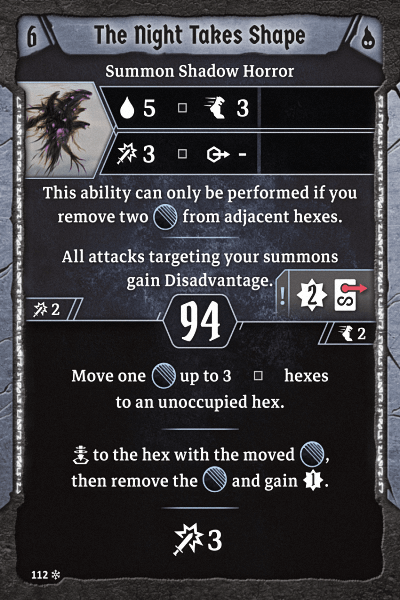 6 The Night Takes Shape
Summon Shadow Horror
5 3
3 -
This ability can only be performed if you
remove two from adjacent hexes.
All attacks targeting your summons
gain Disadvantage.
! 2 S
2 94 2
Move one up to 3 hexes
to an unoccupied hex.
to the hex with the moved ,
then remove the and gain 1.
3
112